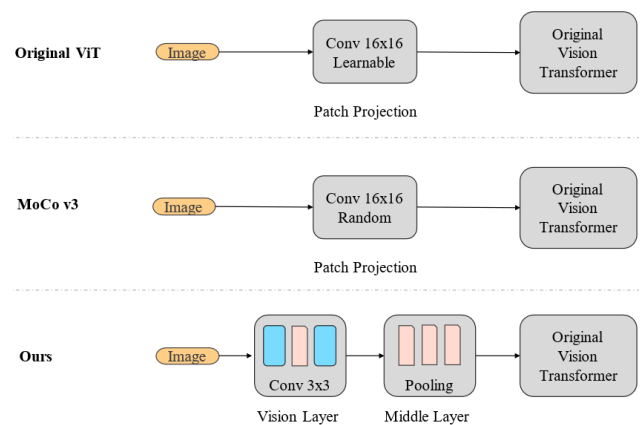 Original ViT
Image
Conv 16x16
Learnable
Original
Vision
Transformer
Patch Projection
MoCo v3
Image
Conv 16x16
Random
Original
Vision
Transformer
Patch Projection
Ours
Image
Conv 3x3
Pooling
Original
Vision
Transformer
Vision Layer
Middle Layer